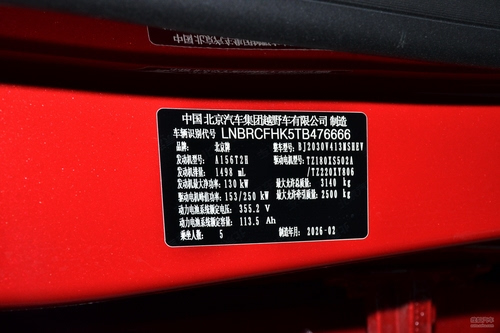 中国 北京汽车集团越野车有限公司 制造
车辆识别代号 LNBRCFHK5TB476666
品牌: 北京牌 整车型号: BJ2030V413MSHEV
发动机型号: A156T2H 驱动电机型号: TZ180XS502A
发动机排量: 1498 mL /TZ220XY806
发动机最大净功率: 130 kW 最大允许总质量: 3140 kg
驱动电机峰值功率: 153/250 kW 最大允许牵引质量: 2500 kg
动力电池系统额定电压: 355.2 V
动力电池系统额定容量: 113.5 Ah
乘坐人数: 5 制造年月: 2026-02